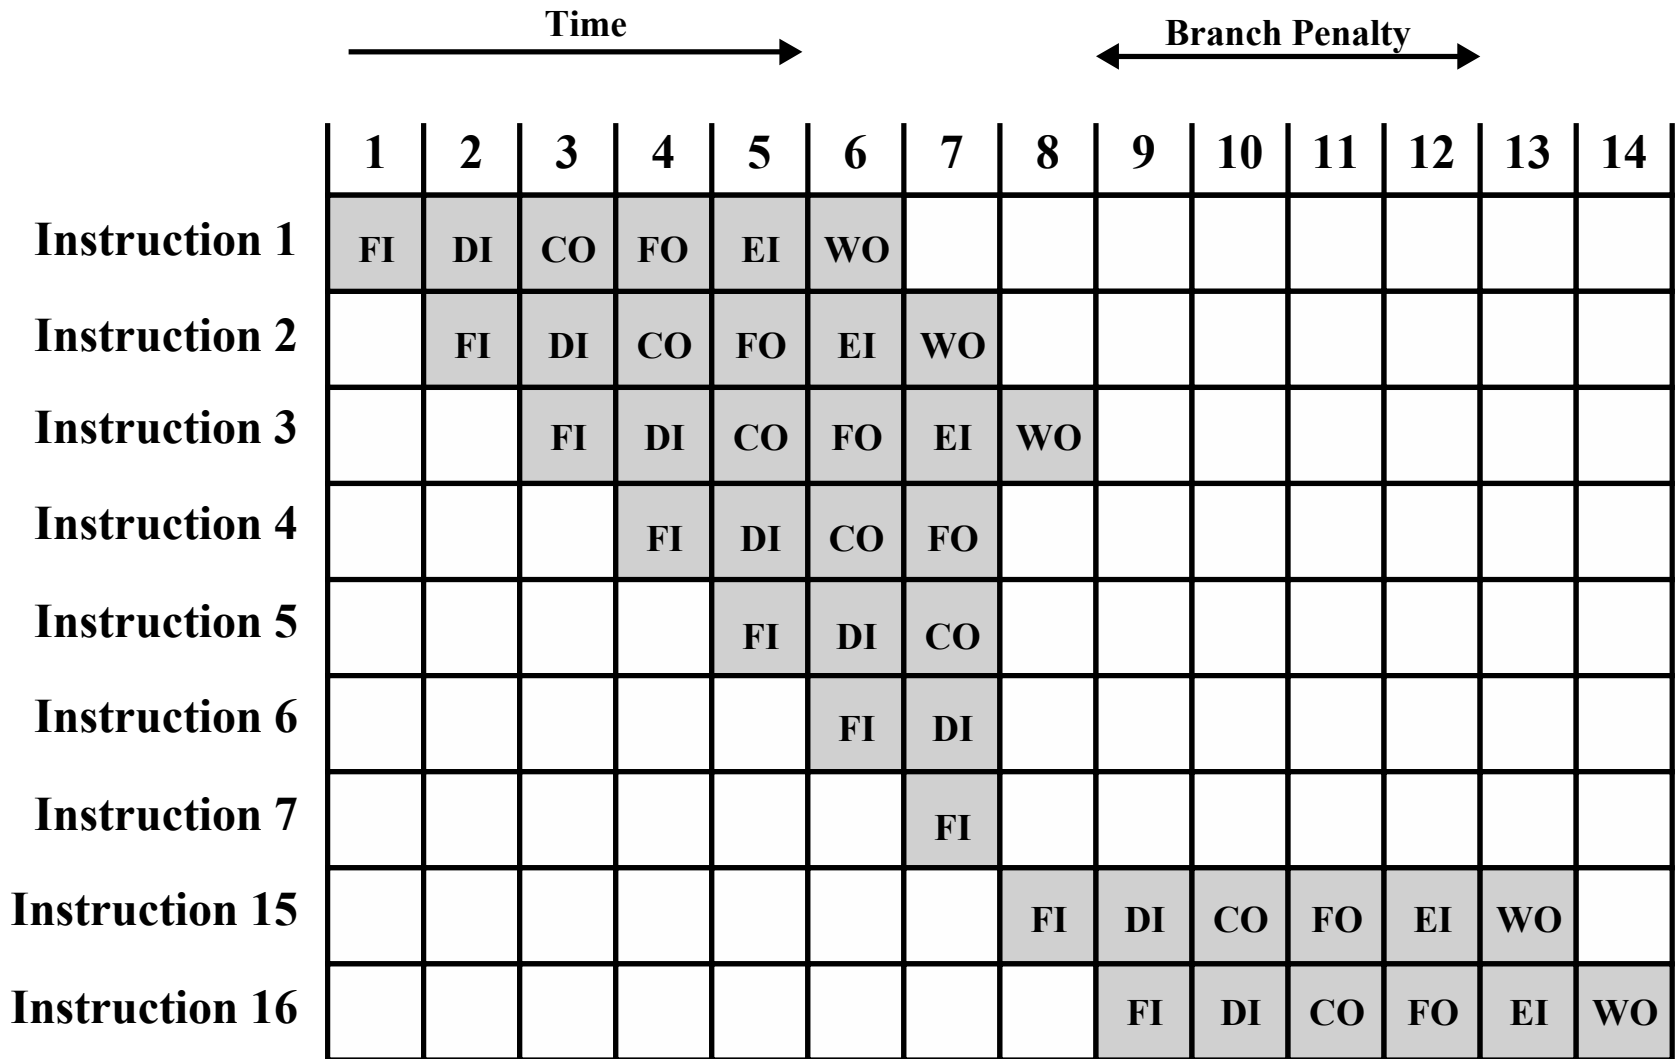 Time
Branch Penalty
1 2 3 4 5 6 7 8 9 10 11 12 13 14
Instruction 1 FI DI CO FO EI WO
Instruction 2 FI DI CO FO EI WO
Instruction 3 FI DI CO FO EI WO
Instruction 4 FI DI CO FO
Instruction 5 FI DI CO
Instruction 6 FI DI
Instruction 7 FI
Instruction 15 FI DI CO FO EI WO
Instruction 16 FI DI CO FO EI WO